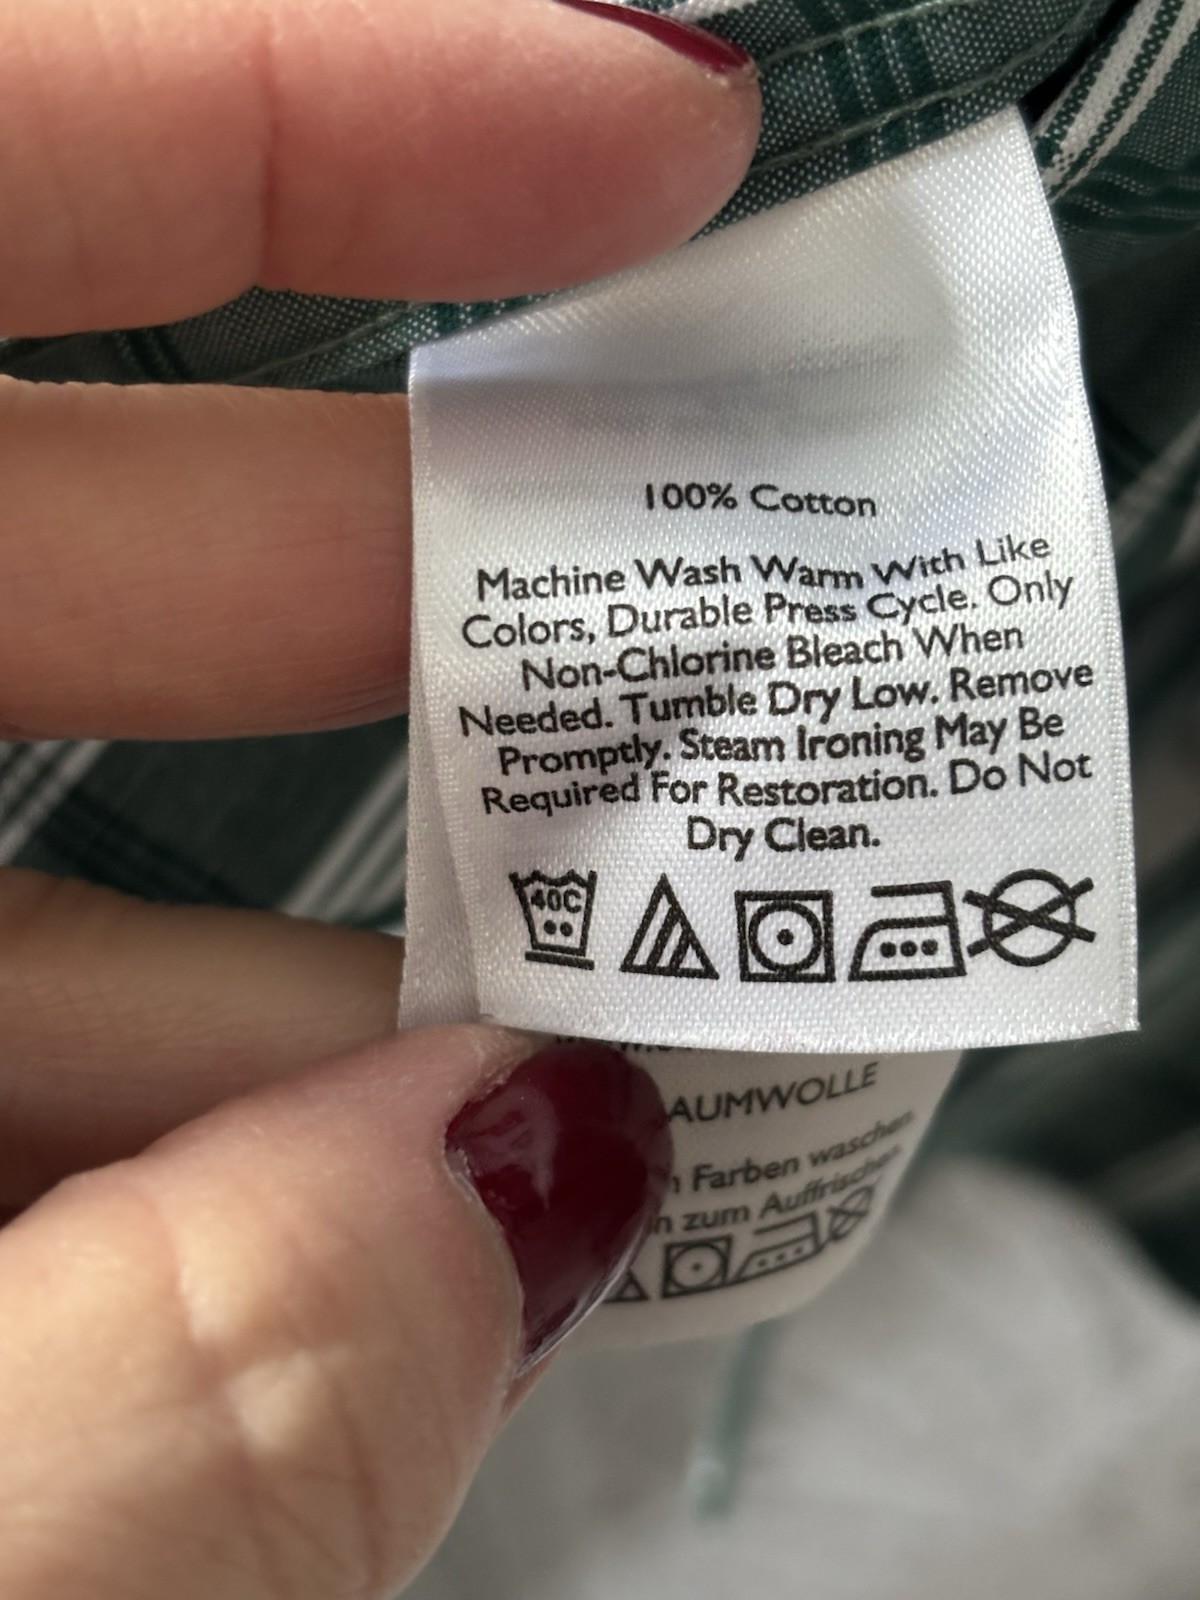 100% Cotton
Machine Wash Warm With Like
Colors, Durable Press Cycle. Only
Non-Chlorine Bleach When
Needed. Tumble Dry Low. Remove
Promptly. Steam Ironing May Be
Required For Restoration. Do Not
Dry Clean.
40C
AUMWOLLE
Farben waschen.
zum Auffrischen.